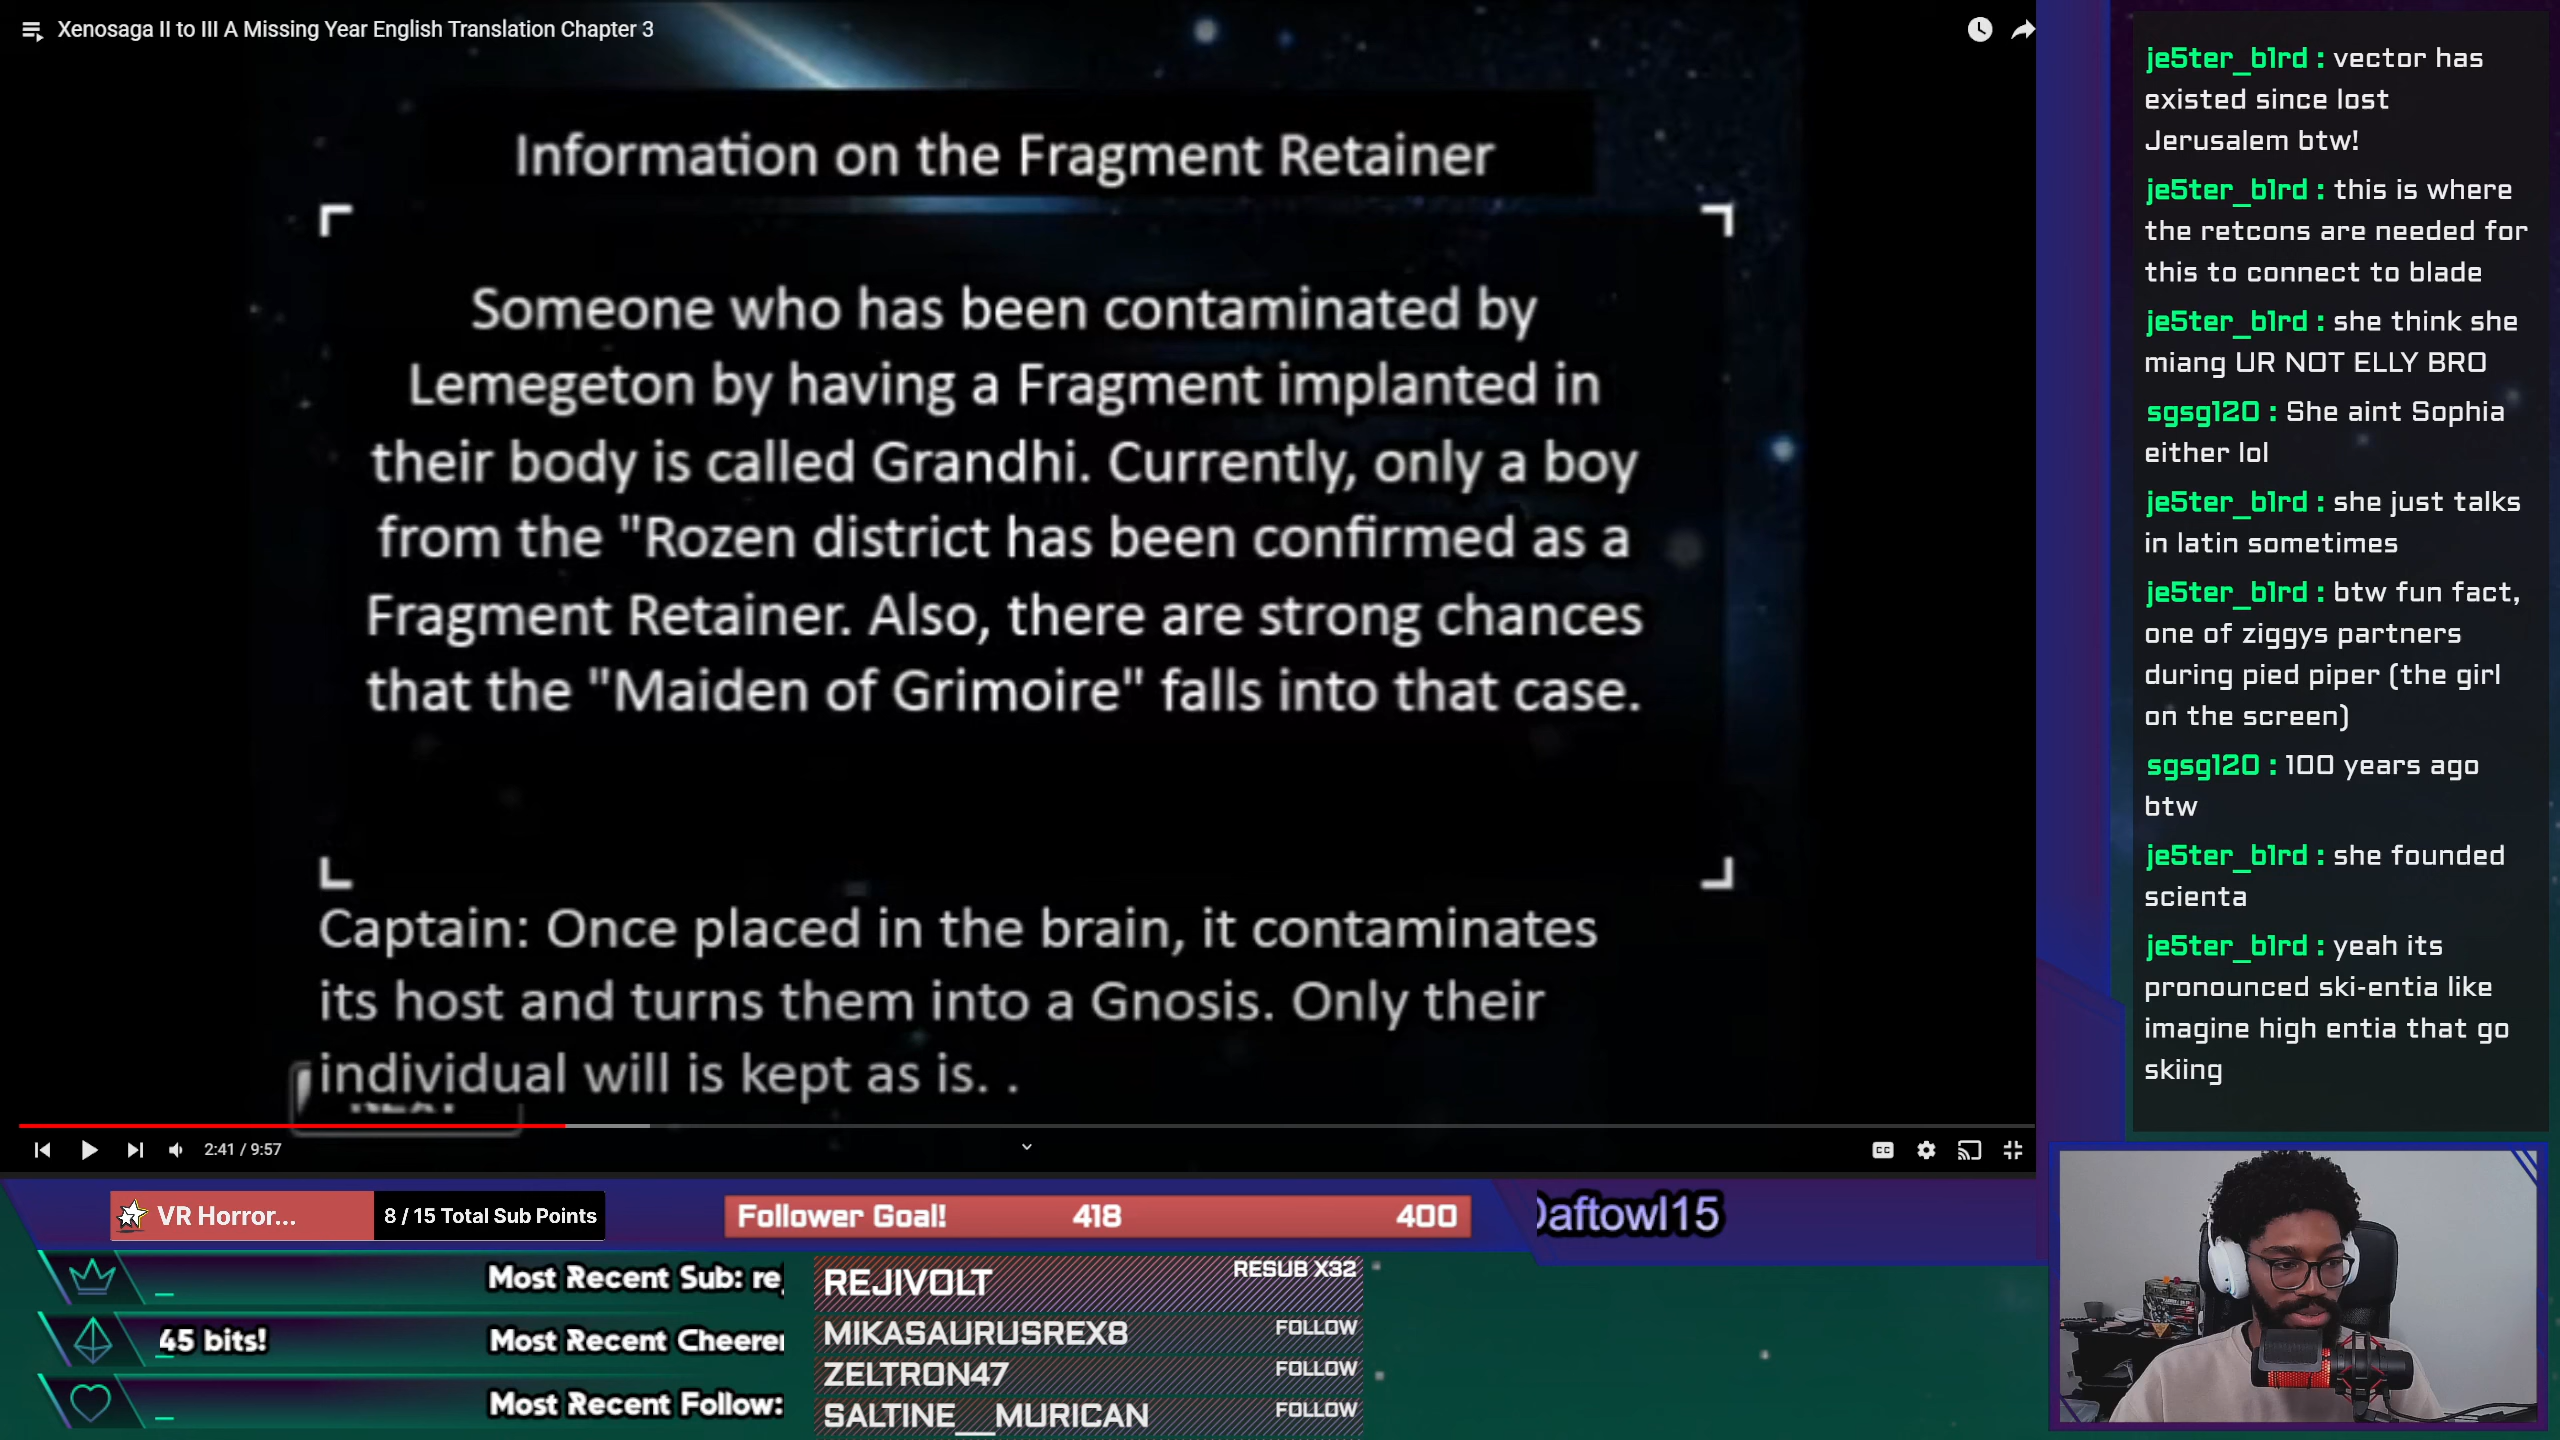 Xenosaga II to III A Missing Year English Translation Chapter 3
Information on the Fragment Retainer
Someone who has been contaminated by
Lemegeton by having a Fragment implanted in
their body is called Grandhi. Currently, only a boy
from the "Rozen district has been confirmed as a
Fragment Retainer. Also, there are strong chances
that the "Maiden of Grimoire" falls into that case.
Captain: Once placed in the brain, it contaminates
its host and turns them into a Gnosis. Only their
individual will is kept as is. .
2:41 / 9:57
CC
je5ter_b1rd : vector has
existed since lost
Jerusalem btw!
je5ter_b1rd : this is where
the retcons are needed for
this to connect to blade
je5ter_b1rd : she think she
miang UR NOT ELLY BRO
sgsg120 : She aint Sophia
either lol
je5ter_b1rd : she just talks
in latin sometimes
je5ter_b1rd : btw fun fact,
one of ziggys partners
during pied piper (the girl
on the screen)
sgsg120 : 100 years ago
btw
je5ter_b1rd : she founded
scienta
je5ter_b1rd : yeah its
pronounced ski-entia like
imagine high entia that go
skiing
VR Horror...
8 / 15 Total Sub Points
Follower Goal! 418 400
Daftowl15
Most Recent Sub: re
45 bits!
Most Recent Cheerer
Most Recent Follow:
REJIVOLT RESUB X32
MIKASAURUSREX8 FOLLOW
ZELTRON47 FOLLOW
SALTINE__MURICAN FOLLOW